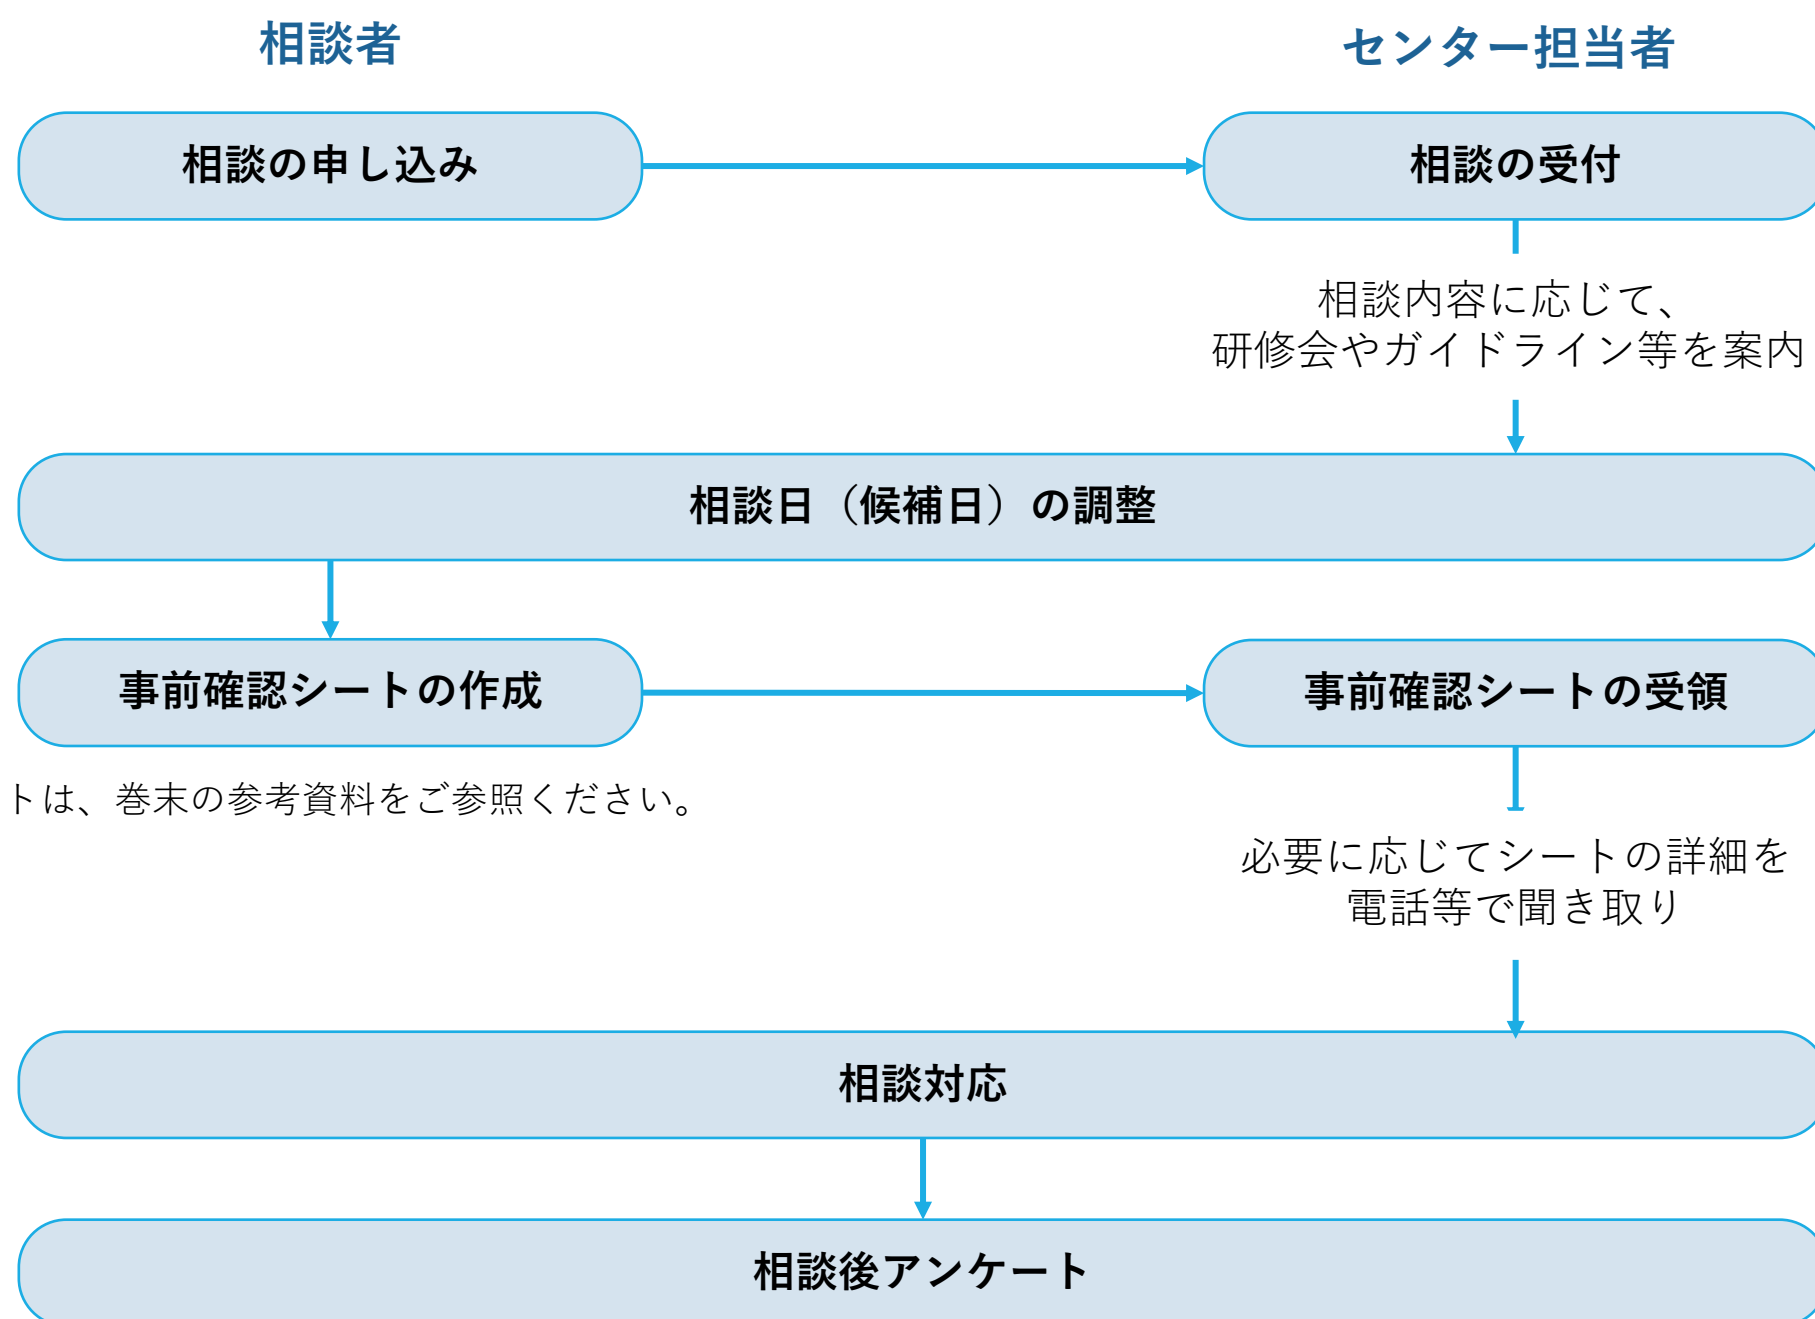 相談者
センター担当者
相談の申し込み
相談の受付
相談内容に応じて、
研修会やガイドライン等を案内
相談日（候補日）の調整
事前確認シートの作成
事前確認シートの受領
トは、巻末の参考資料をご参照ください。
必要に応じてシートの詳細を
電話等で聞き取り
相談対応
相談後アンケート